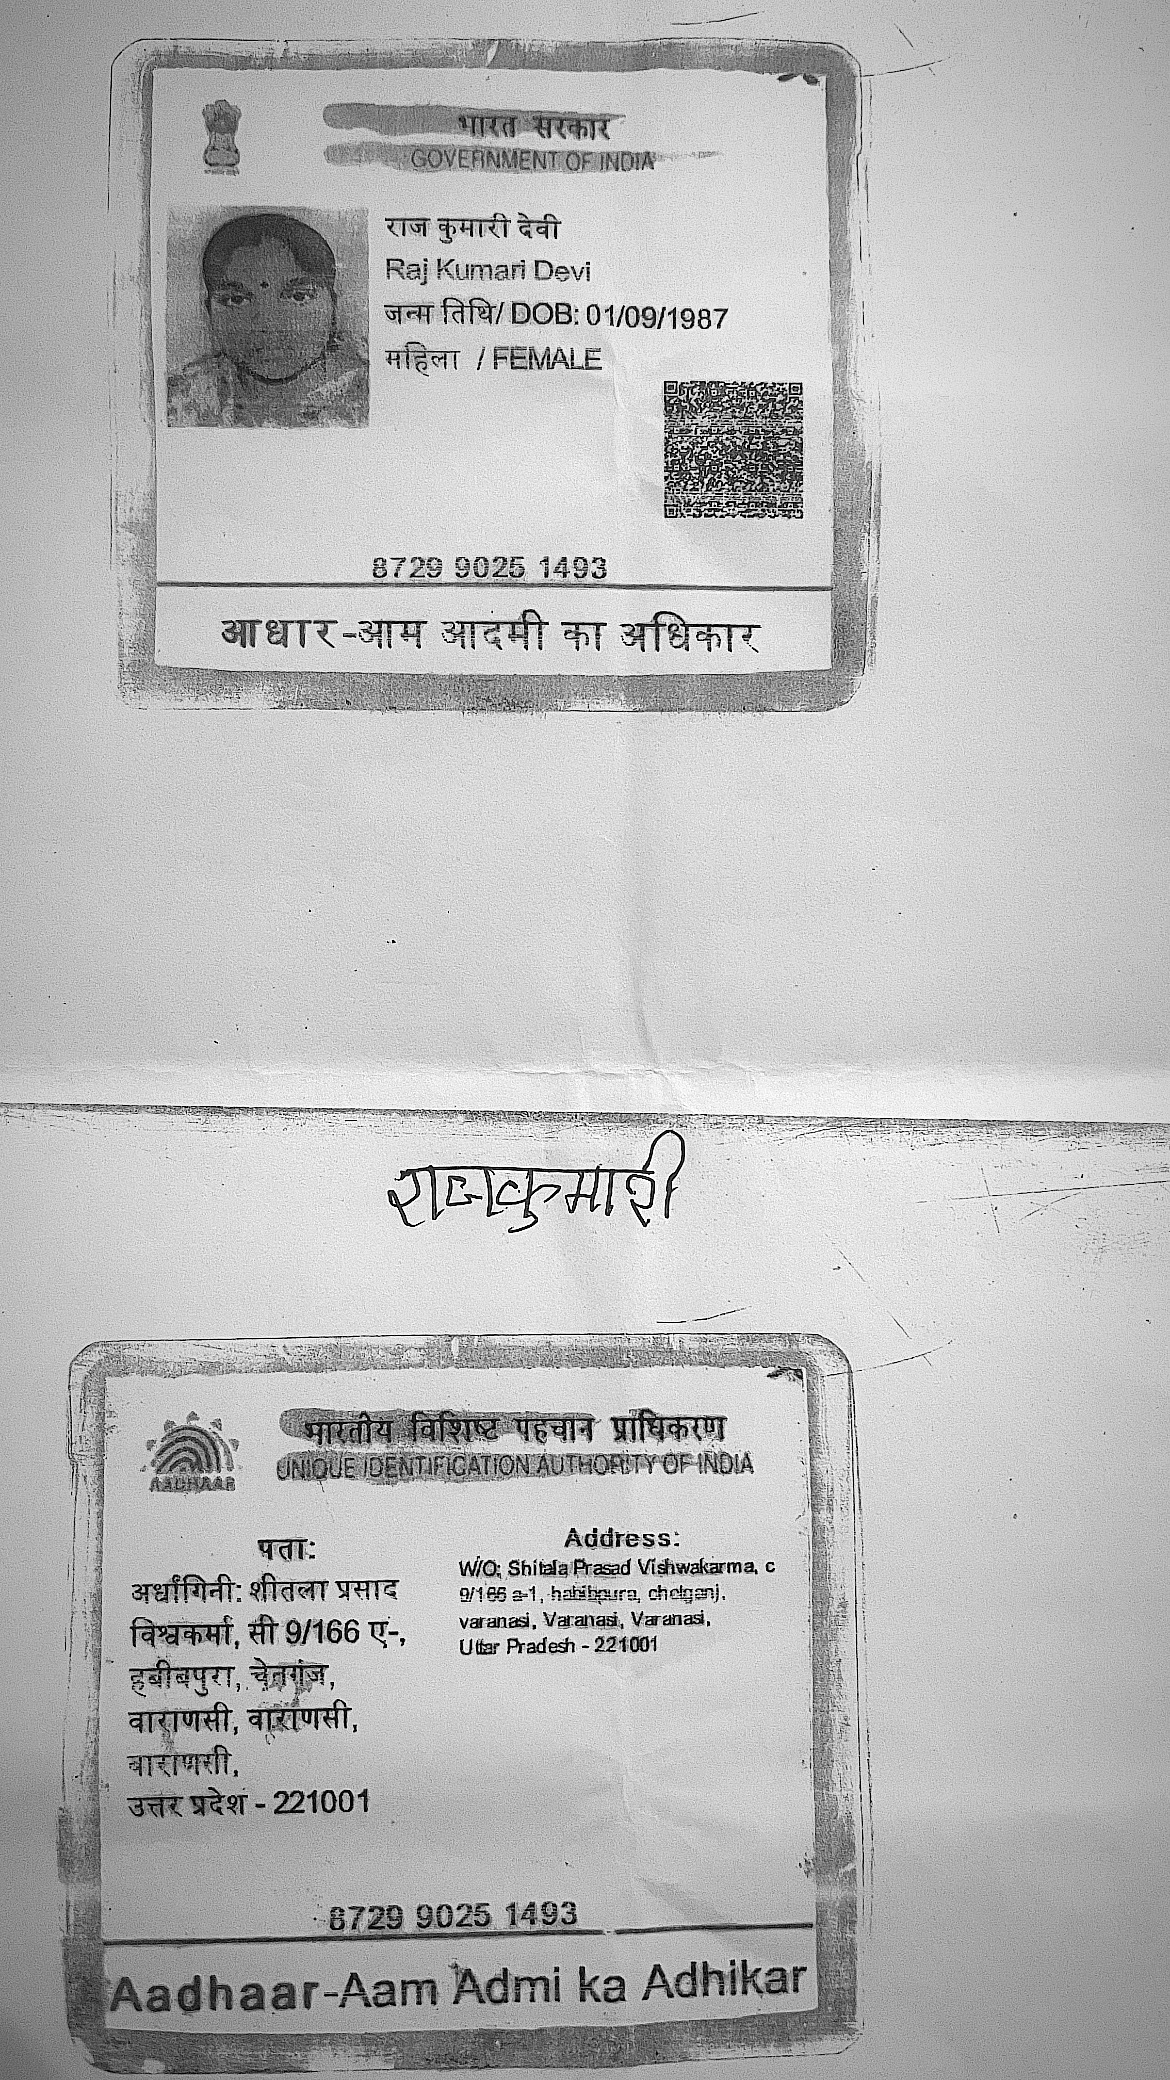 भारत सरकार
GOVERNMENT OF INDIA
राज कुमारी देवी
Raj Kumari Devi
जन्म तिथि/ DOB: 01/09/1987
महिला / FEMALE
8729 9025 1493
आधार-आम आदमी का अधिकार
राजकुमारी
भारतीय विशिष्ट पहचान प्राधिकरण
UNIQUE IDENTIFICATION AUTHORITY OF INDIA
AADHAAR
पता:
अर्धांगिनी: शीतला प्रसाद
विश्वकर्मा, सी 9/166 ए-,
हबीबपुरा, चेतगंज,
वाराणसी, वाराणसी,
वाराणसी,
उत्तर प्रदेश - 221001
Address:
W/O: Shitala Prasad Vishwakarma, c
9/166 a-1, habibpura, chetganj,
varanasi, Varanasi, Varanasi,
Uttar Pradesh - 221001
8729 9025 1493
Aadhaar-Aam Admi ka Adhikar